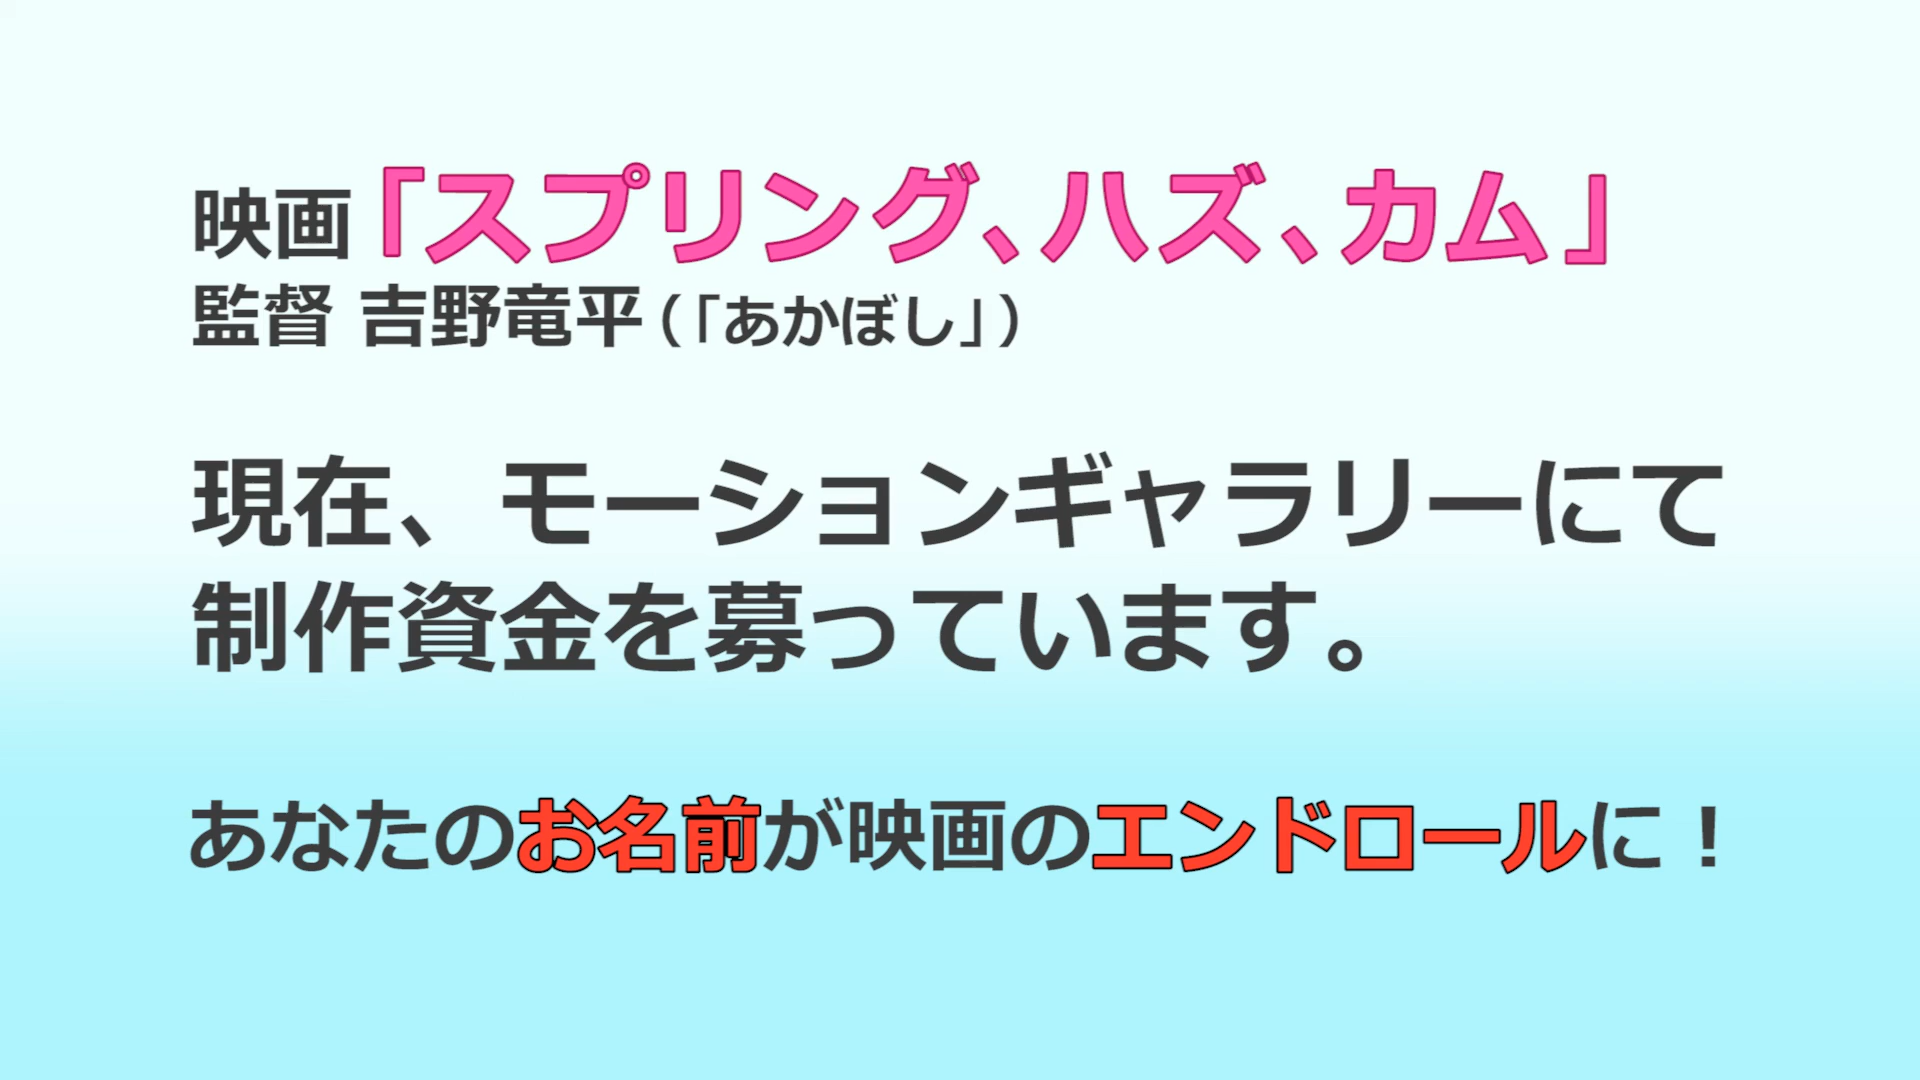 映画「スプリング、ハズ、カム」
監督 吉野竜平(「あかぼし」)
現在、モーションギャラリーにて
制作資金を募っています。
あなたのお名前が映画のエンドロールに！